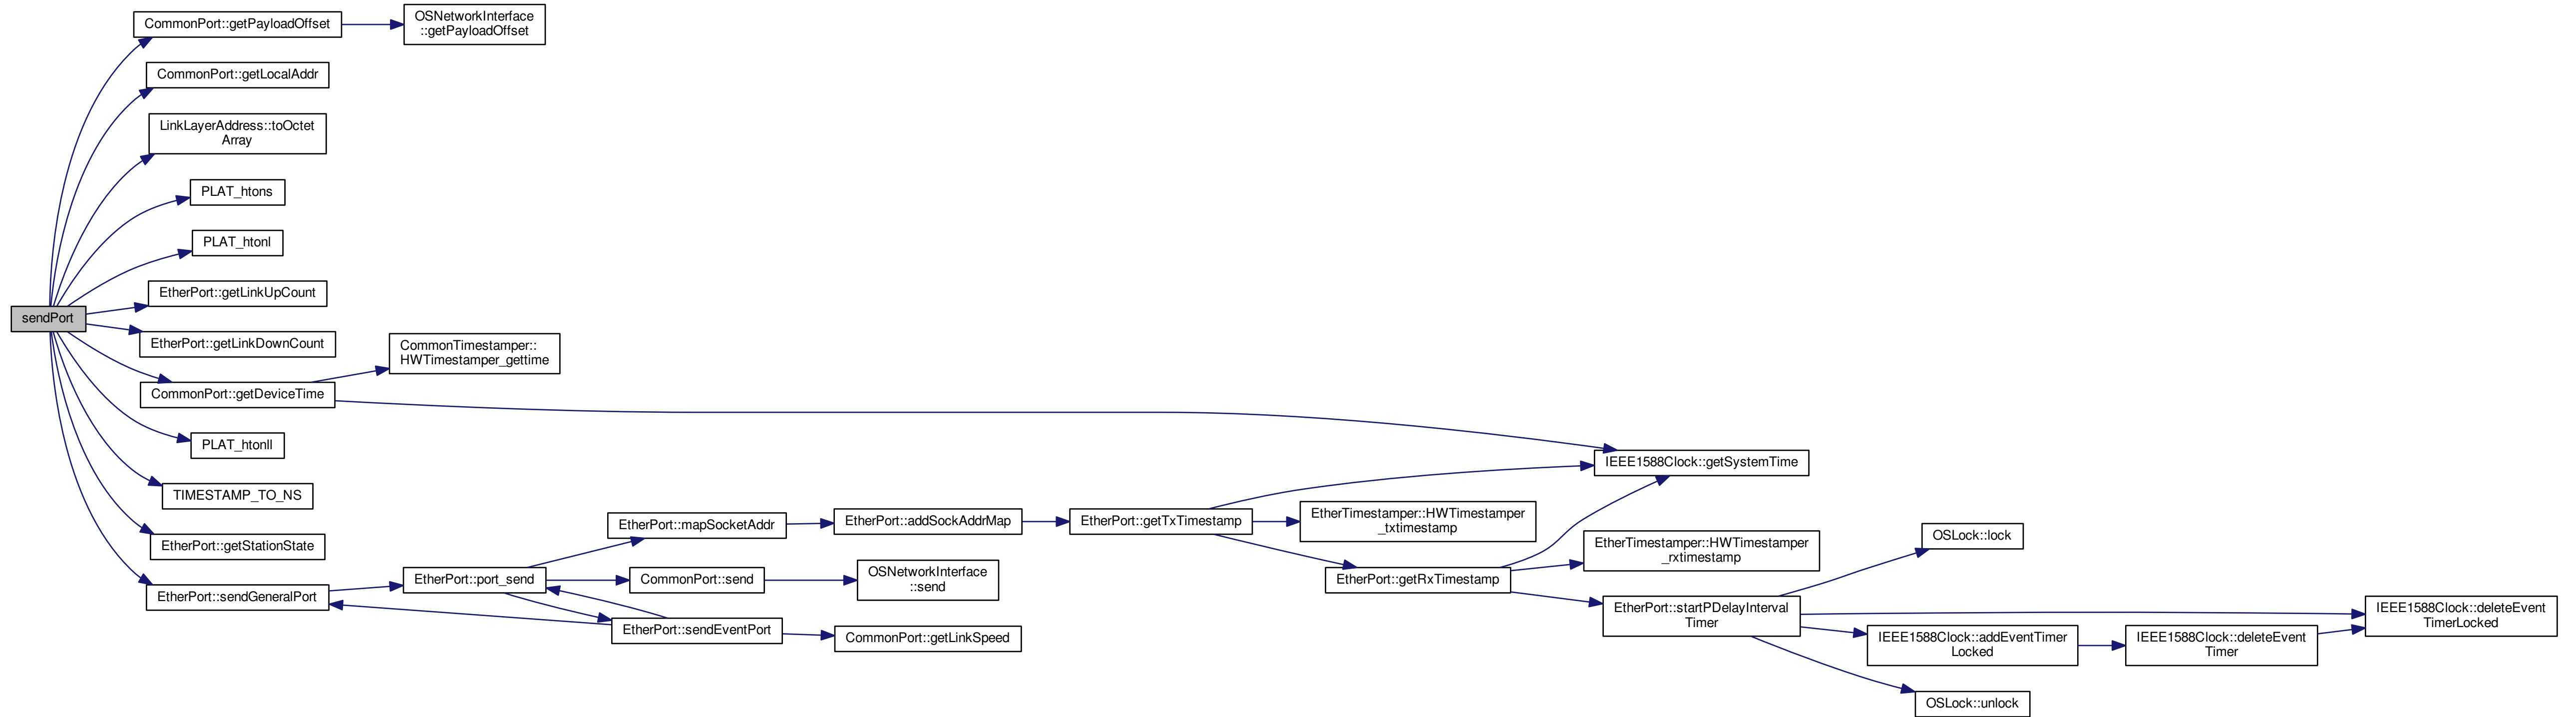 CommonPort::getPayloadOffset
OSNetworkInterface
::getPayloadOffset
CommonPort::getLocalAddr
LinkLayerAddress::toOctet
Array
PLAT_htons
PLAT_htonl
EtherPort::getLinkUpCount
sendPort
EtherPort::getLinkDownCount
CommonTimestamper::
HWTimestamper_gettime
CommonPort::getDeviceTime
PLAT_htonll
IEEE1588Clock::getSystemTime
TIMESTAMP_TO_NS
EtherPort::mapSocketAddr
EtherPort::addSockAddrMap
EtherPort::getTxTimestamp
EtherTimestamper::HWTimestamper
_txtimestamp
OSLock::lock
EtherPort::getStationState
EtherTimestamper::HWTimestamper
_rxtimestamp
EtherPort::sendGeneralPort
EtherPort::port_send
CommonPort::send
OSNetworkInterface
::send
EtherPort::getRxTimestamp
EtherPort::startPDelayInterval
Timer
IEEE1588Clock::deleteEvent
TimerLocked
EtherPort::sendEventPort
CommonPort::getLinkSpeed
IEEE1588Clock::addEventTimer
Locked
IEEE1588Clock::deleteEvent
Timer
OSLock::unlock